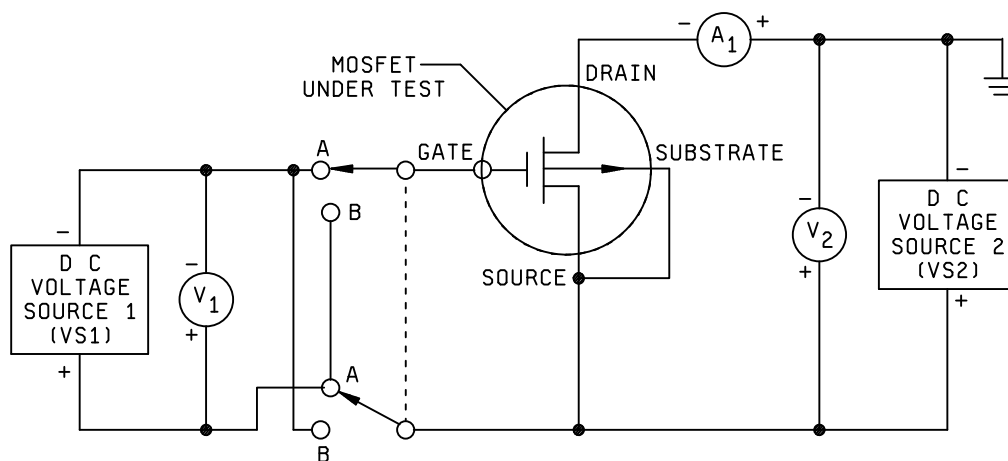 - A1 +
MOSFET
UNDER TEST
DRAIN
A
GATE
SUBSTRATE
B
-
D C
VOLTAGE
SOURCE 1
(VS1)
+
-
V1
+
SOURCE
-
V2
+
-
D C
VOLTAGE
SOURCE 2
(VS2)
+
A
B